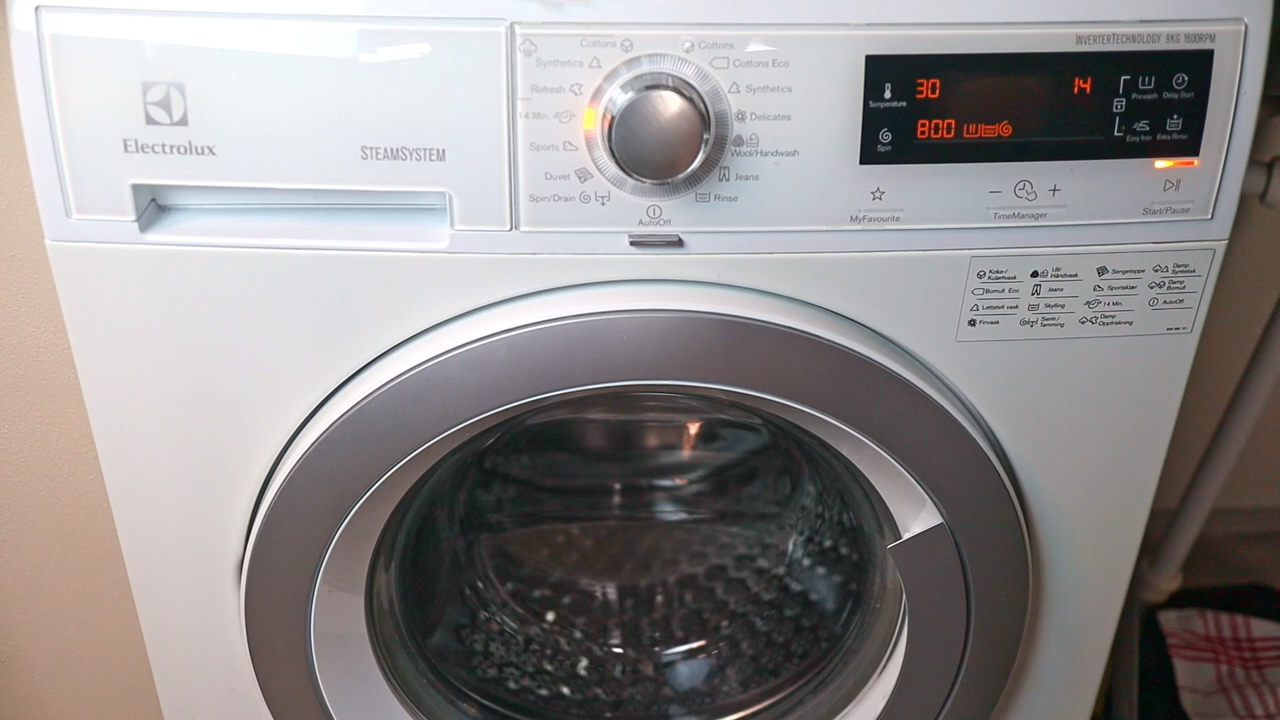 Electrolux
STEAMSYSTEM
INVERTERTECHNOLOGY 9KG 1600RPM
Cottons
Synthetics
Refresh
14 Min.
Sports
Duvet
Spin/Drain
AutoOff
Cottons
Cottons Eco
Synthetics
Delicates
Wool/Handwash
Jeans
Rinse
Temperature
30
14
Spin
800
Prewash
Delay Start
Easy Iron
Extra Rinse
MyFavourite
− +
TimeManager
Start/Pause
Koke-/
Kulørtvask
Bomull Eco
Lettstelt vask
Finvask
Ull/
Håndvask
Jeans
Skylling
Sentr./
Tømming
Sengeteppe
Sportsklær
14 Min.
Damp
Oppfriskning
Damp
Syntetisk
Damp
Bomull
AutoOff